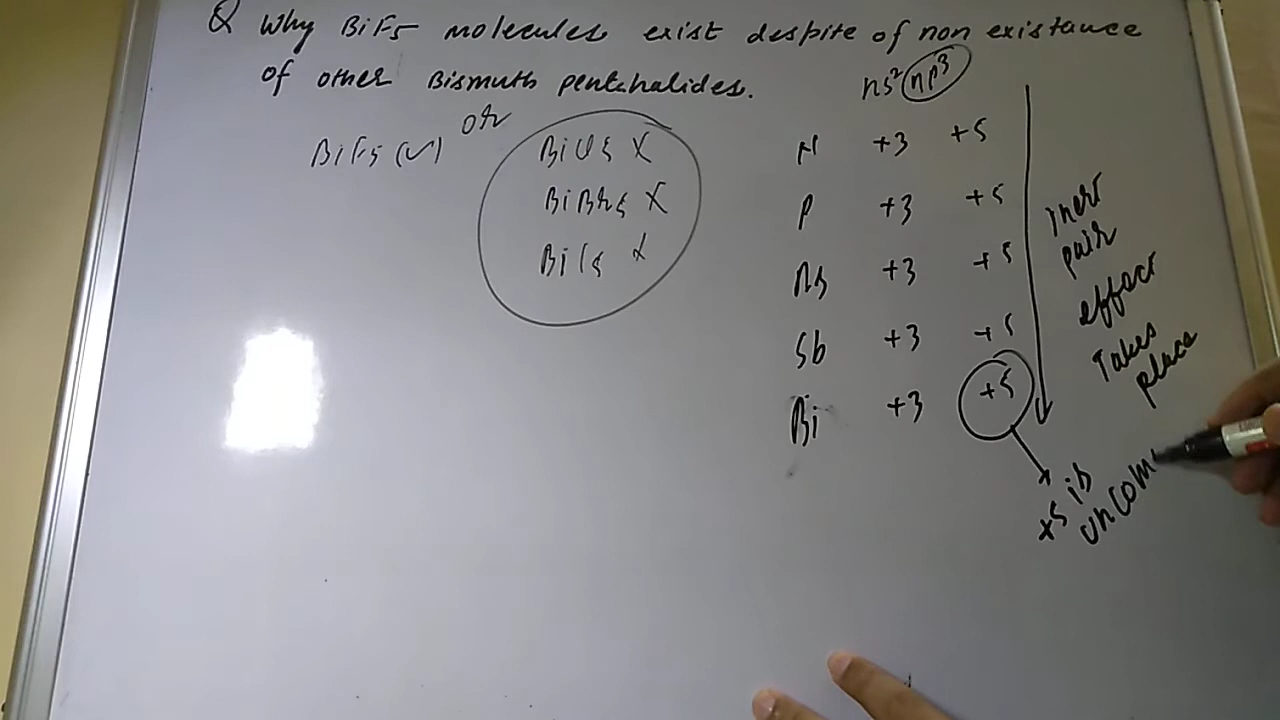 Q Why BiF5 molecules exist despite of non existance
of other Bismuth pentahalides.
ns² np³
BiF5 (✓)
BiCl5 X
BiBr5 X
BiI5 X
N +3 +5
P +3 +5
As +3 +5
Sb +3 +5
Bi +3 +5
inert
pair
effect
Takes
place
+5 is
uncom